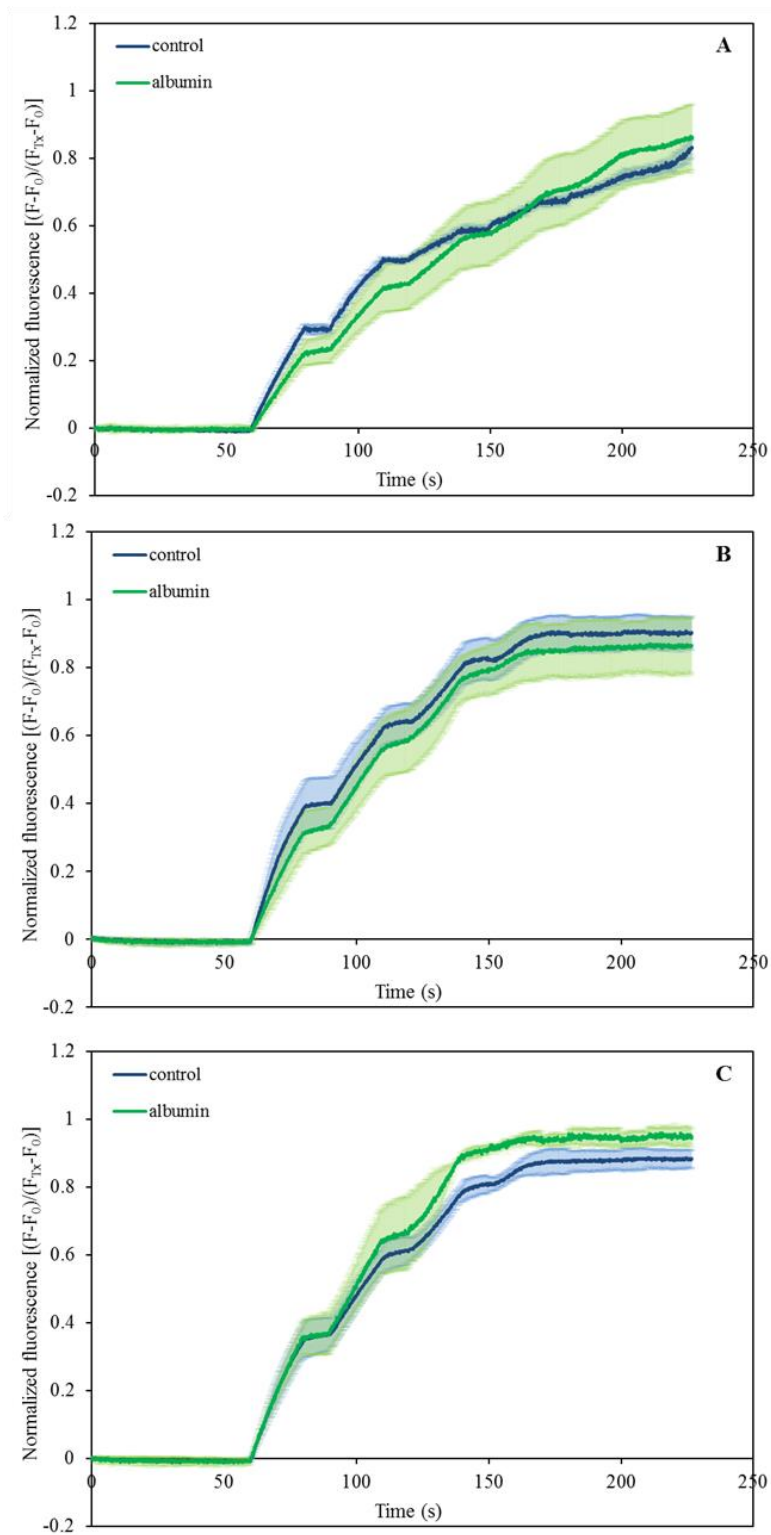 1.2
control
A
albumin
1
0.8
0.6
0.4
0.2
0
0 50 100 150 200 250
-0.2
Time (s)
Normalized fluorescence [(F-F₀)/(F_Tx-F₀)]
1.2
control
B
albumin
1
0.8
0.6
0.4
0.2
0
0 50 100 150 200 250
-0.2
Time (s)
Normalized fluorescence [(F-F₀)/(F_Tx-F₀)]
1.2
control
C
albumin
1
0.8
0.6
0.4
0.2
0
0 50 100 150 200 250
-0.2
Time (s)
Normalized fluorescence [(F-F₀)/(F_Tx-F₀)]